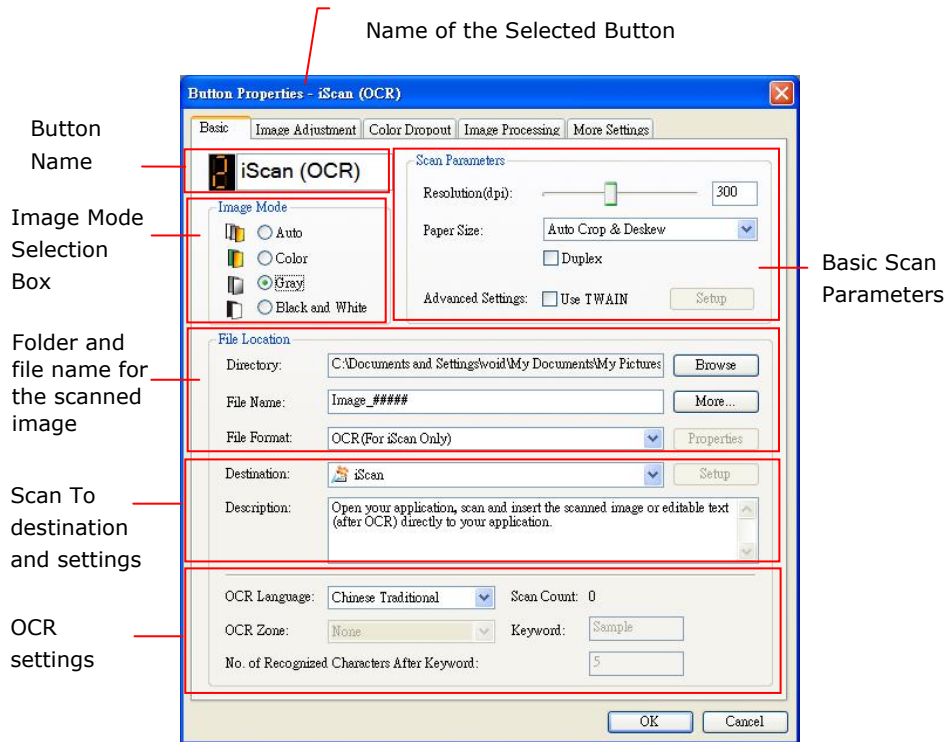 Name of the Selected Button
Button Properties - iScan (OCR)
Basic Image Adjustment Color Dropout Image Processing More Settings
Button
Name
2 iScan (OCR)
Scan Parameters
Resolution(dpi): 300
Paper Size: Auto Crop & Deskew
Duplex
Advanced Settings: Use TWAIN Setup
Basic Scan
Parameters
Image Mode
Selection
Box
Image Mode
Auto
Color
Gray
Black and White
Folder and
file name for
the scanned
image
File Location
Directory: C:\Documents and Settings\void\My Documents\My Pictures Browse
File Name: Image_##### More...
File Format: OCR(For iScan Only) Properties
Scan To
destination
and settings
Destination: iScan Setup
Description: Open your application, scan and insert the scanned image or editable text
(after OCR) directly to your application.
OCR
settings
OCR Language: Chinese Traditional Scan Count: 0
OCR Zone: None Keyword: Sample
No. of Recognized Characters After Keyword: 5
OK Cancel